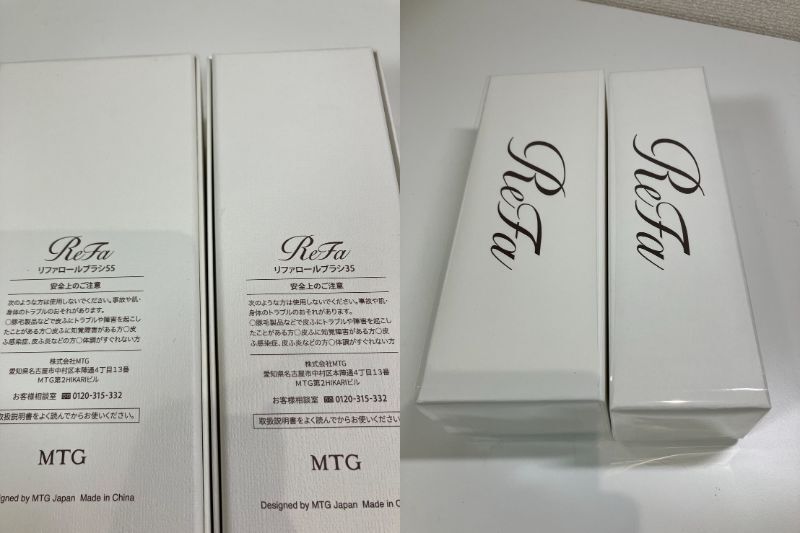 ReFa
リファロールブラシ55
安全上のご注意
次のような方は使用しないでください。事故や肌・
身体のトラブルのおそれがあります。
○豚毛製品などで皮ふにトラブルや障害を起こし
たことがある方○皮ふに知覚障害がある方○皮
ふ感染症、皮ふ炎などの方○体調がすぐれない方
株式会社MTG
愛知県名古屋市中村区本陣通4丁目13番
MTG第2HIKARIビル
お客様相談室 0120-315-332
取扱説明書をよく読んでからお使いください。
MTG
signed by MTG Japan Made in China
ReFa
リファロールブラシ35
安全上のご注意
次のような方は使用しないでください。事故や肌・
身体のトラブルのおそれがあります。
○豚毛製品などで皮ふにトラブルや障害を起こし
たことがある方○皮ふに知覚障害がある方○皮
ふ感染症、皮ふ炎などの方○体調がすぐれない方
株式会社MTG
愛知県名古屋市中村区本陣通4丁目13番
MTG第2HIKARIビル
お客様相談室 0120-315-332
取扱説明書をよく読んでからお使いください。
MTG
Designed by MTG Japan Made in C
ReFa
ReFa